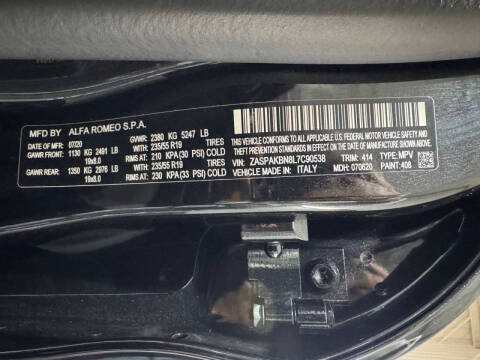 MFD BY ALFA ROMEO S.P.A.
DATE OF MFR: 07/20 GVWR: 2380 KG 5247 LB
GAWR FRONT: 1130 KG 2491 LB 235/55 R19
19x8.0 RIMS AT 210 KPA(30 PSI) COLD
GAWR REAR: 1350 KG 2976 LB 235/55 R19
19x8.0 RIMS AT 230 KPA(33 PSI) COLD
THIS VEHICLE CONFORMS TO ALL APPLICABLE U.S.A. FEDERAL MOTOR VEHICLE SAFETY AND
THEFT PREVENTION STANDARDS IN EFFECT ON THE DATE OF MANUFACTURE SHOWN ABOVE
VIN: ZASPAKBN8L7C90538 TYPE: MPV
VEHICLE MADE IN: ITALY TRIM: 414 PAINT: 408
MDH: 070620